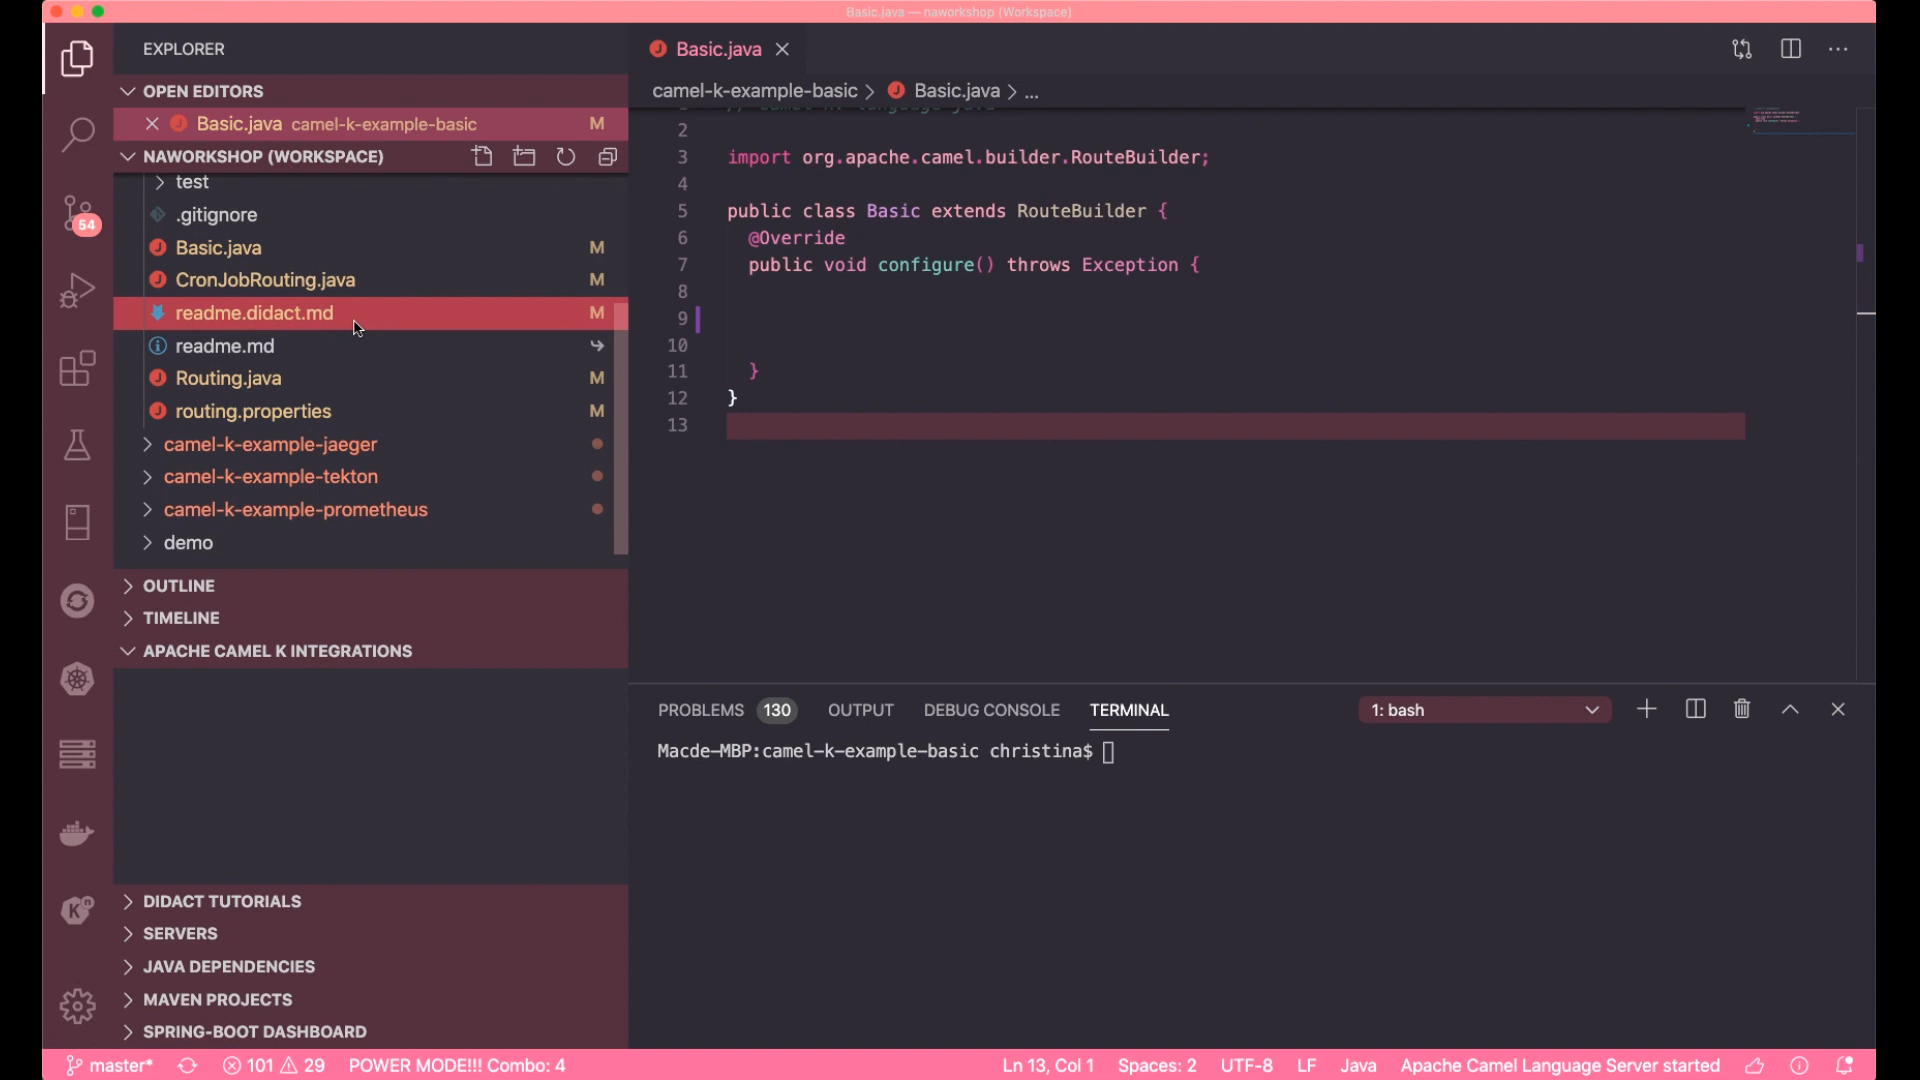 Basic.java — naworkshop (Workspace)
EXPLORER
OPEN EDITORS
Basic.java camel-k-example-basic M
NAWORKSHOP (WORKSPACE)
test
.gitignore
Basic.java M
CronJobRouting.java M
readme.didact.md M
readme.md
Routing.java M
routing.properties M
camel-k-example-jaeger
camel-k-example-tekton
camel-k-example-prometheus
demo
OUTLINE
TIMELINE
APACHE CAMEL K INTEGRATIONS
DIDACT TUTORIALS
SERVERS
JAVA DEPENDENCIES
MAVEN PROJECTS
SPRING-BOOT DASHBOARD
54
Basic.java
camel-k-example-basic > Basic.java > ...
2
3 import org.apache.camel.builder.RouteBuilder;
4
5 public class Basic extends RouteBuilder {
6 @Override
7 public void configure() throws Exception {
8
9
10
11 }
12 }
13
PROBLEMS 130 OUTPUT DEBUG CONSOLE TERMINAL 1: bash
Macde-MBP:camel-k-example-basic christina$
master* 101 29 POWER MODE!!! Combo: 4 Ln 13, Col 1 Spaces: 2 UTF-8 LF Java Apache Camel Language Server started